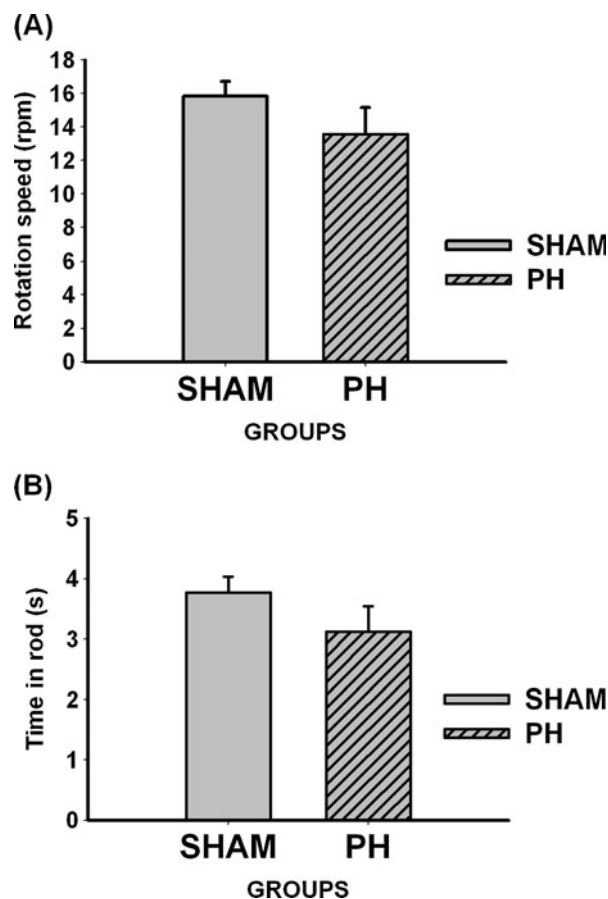 (A)
Rotation speed (rpm)
18
16
14
12
10
8
6
4
2
0
SHAM
PH
SHAM PH
GROUPS
(B)
Time in rod (s)
5
4
3
2
1
0
SHAM
PH
SHAM PH
GROUPS